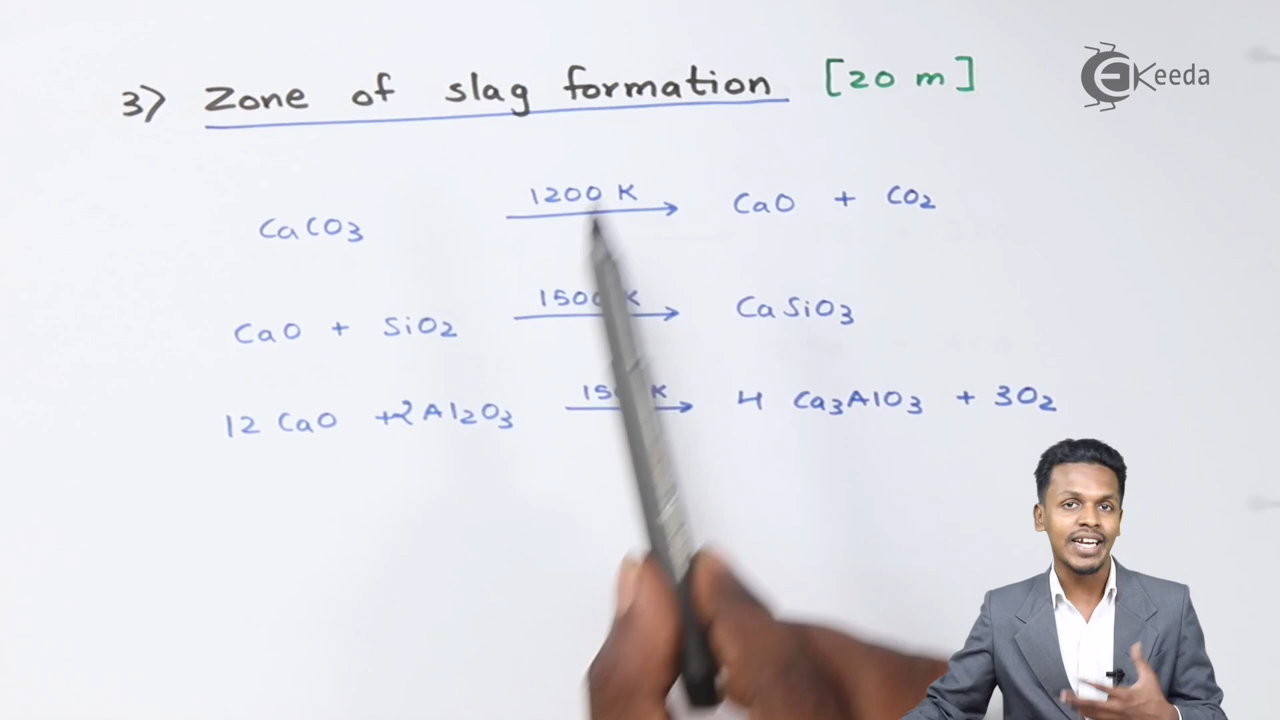 3) Zone of slag formation [20 m]
EKeeda
CaCO3 1200 K → CaO + CO2
CaO + SiO2 → CaSiO3
12 CaO + 2 Al2O3 → 4 Ca3AlO3 + 3O2